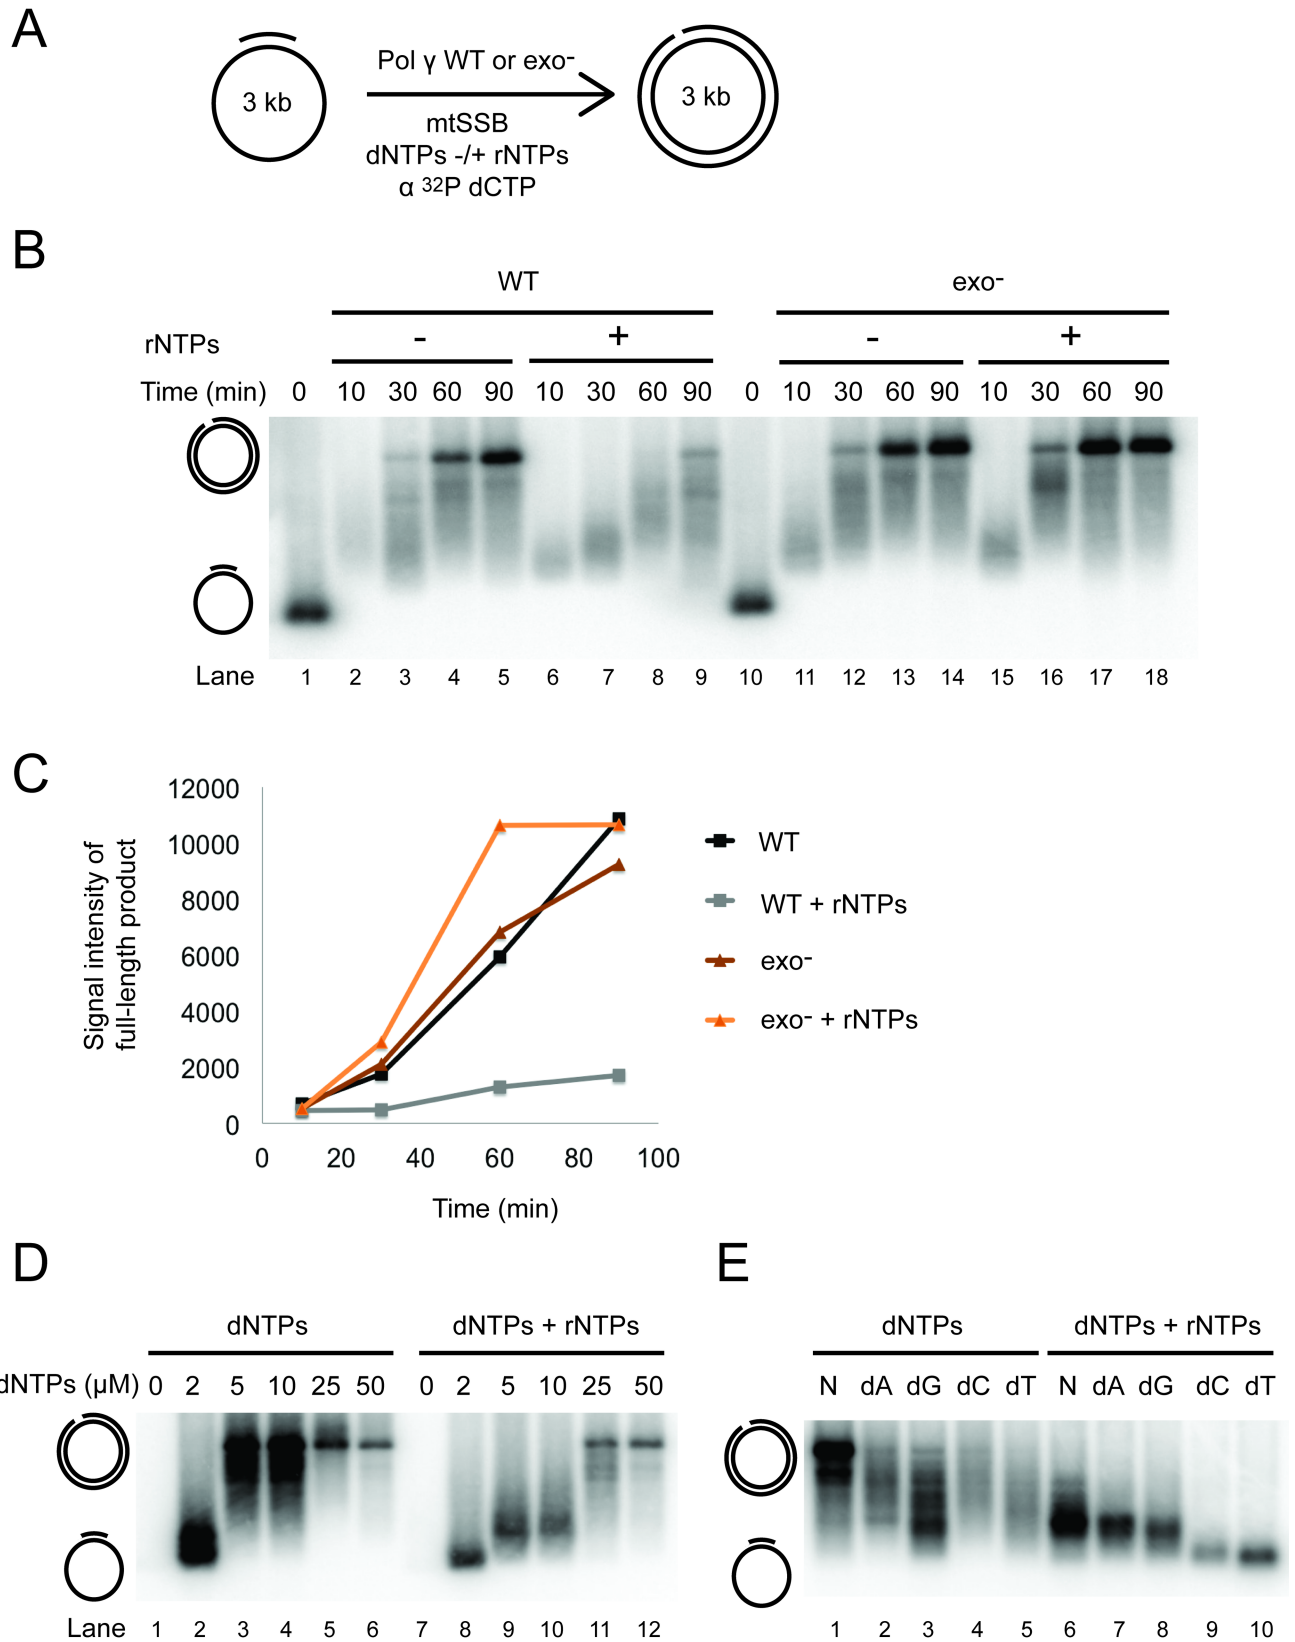 A
3 kb
Pol γ WT or exo-
mtSSB
dNTPs -/+ rNTPs
α 32P dCTP
3 kb
B
WT exo-
rNTPs - + - +
Time (min) 0 10 30 60 90 10 30 60 90 0 10 30 60 90 10 30 60 90
Lane 1 2 3 4 5 6 7 8 9 10 11 12 13 14 15 16 17 18
C
Signal intensity of
full-length product
12000
10000
8000
6000
4000
2000
0
0 20 40 60 80 100
Time (min)
WT
WT + rNTPs
exo-
exo- + rNTPs
D
dNTPs dNTPs + rNTPs
dNTPs (µM) 0 2 5 10 25 50 0 2 5 10 25 50
Lane 1 2 3 4 5 6 7 8 9 10 11 12
E
dNTPs dNTPs + rNTPs
N dA dG dC dT N dA dG dC dT
1 2 3 4 5 6 7 8 9 10